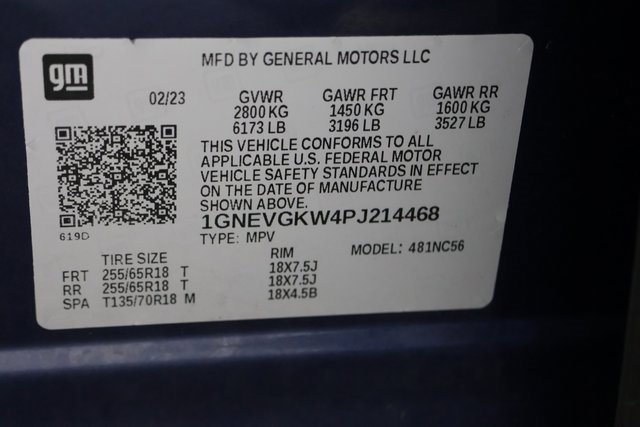 gm
MFD BY GENERAL MOTORS LLC
02/23 GVWR GAWR FRT GAWR RR
2800 KG 1450 KG 1600 KG
6173 LB 3196 LB 3527 LB
THIS VEHICLE CONFORMS TO ALL
APPLICABLE U.S. FEDERAL MOTOR
VEHICLE SAFETY STANDARDS IN EFFECT
ON THE DATE OF MANUFACTURE
SHOWN ABOVE.
1GNEVGKW4PJ214468
619D
TYPE: MPV MODEL: 481NC56
TIRE SIZE RIM
FRT 255/65R18 T 18X7.5J
RR 255/65R18 T 18X7.5J
SPA T135/70R18 M 18X4.5B